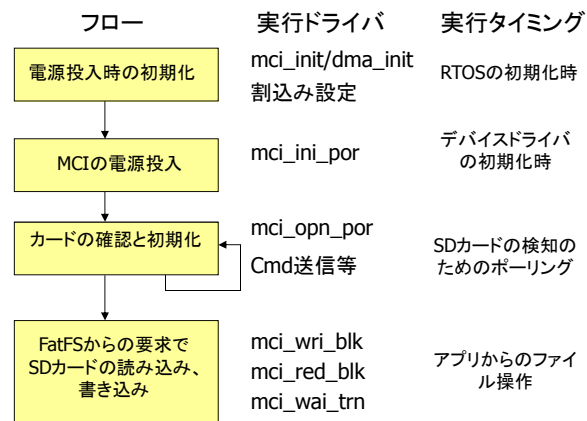 フロー
実行ドライバ
実行タイミング
電源投入時の初期化
mci_init/dma_init
割込み設定
RTOSの初期化時
MCIの電源投入
mci_ini_por
デバイスドライバ
の初期化時
カードの確認と初期化
mci_opn_por
Cmd送信等
SDカードの検知の
ためのポーリング
FatFSからの要求で
SDカードの読み込み、
書き込み
mci_wri_blk
mci_red_blk
mci_wai_trn
アプリからのファイ
ル操作